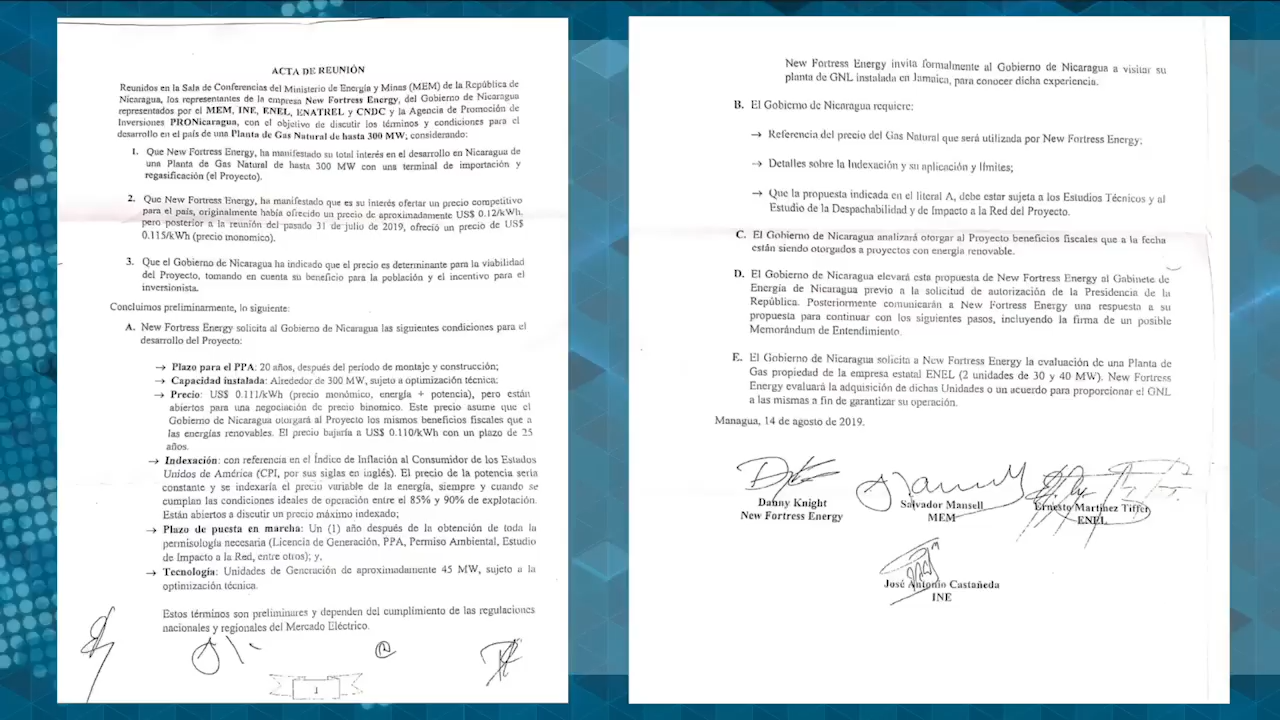 ACTA DE REUNIÓN
Reunidos en la Sala de Conferencias del Ministerio de Energía y Minas (MEM) de la República de
Nicaragua, los representantes de la empresa New Fortress Energy, del Gobierno de Nicaragua
representados por el MEM, INE, ENEL, ENATREL y CNDC y la Agencia de Promoción de
Inversiones PRONicaragua, con el objetivo de discutir los términos y condiciones para el
desarrollo en el país de una Planta de Gas Natural de hasta 300 MW; considerando:
1. Que New Fortress Energy, ha manifestado su total interés en el desarrollo en Nicaragua de
una Planta de Gas Natural de hasta 300 MW con una terminal de importación y
regasificación (el Proyecto).
2. Que New Fortress Energy, ha manifestado que es su interés ofertar un precio competitivo
para el país, originalmente había ofrecido un precio de aproximadamente US$ 0.12/kWh,
pero posterior a la reunión del pasado 31 de julio de 2019, ofreció un precio de US$
0.115/kWh (precio monomico).
3. Que el Gobierno de Nicaragua ha indicado que el precio es determinante para la viabilidad
del Proyecto, tomando en cuenta su beneficio para la población y el incentivo para el
inversionista.
Concluimos preliminarmente, lo siguiente:
A. New Fortress Energy solicita al Gobierno de Nicaragua las siguientes condiciones para el
desarrollo del Proyecto:
→ Plazo para el PPA: 20 años, después del período de montaje y construcción;
→ Capacidad instalada: Alrededor de 300 MW, sujeto a optimización técnica;
→ Precio: US$ 0.111/kWh (precio monómico, energía + potencia), pero están
abiertos para una negociación de precio binomico. Este precio asume que el
Gobierno de Nicaragua otorgará al Proyecto los mismos beneficios fiscales que a
las energías renovables. El precio bajaría a US$ 0.110/kWh con un plazo de 25
años.
→ Indexación: con referencia en el Índice de Inflación al Consumidor de los Estados
Unidos de América (CPI, por sus siglas en inglés). El precio de la potencia sería
constante y se indexaría el precio variable de la energía, siempre y cuando se
cumplan las condiciones ideales de operación entre el 85% y 90% de explotación.
Están abiertos a discutir un precio máximo indexado;
→ Plazo de puesta en marcha: Un (1) año después de la obtención de toda la
permisología necesaria (Licencia de Generación, PPA, Permiso Ambiental, Estudio
de Impacto a la Red, entre otros); y,
→ Tecnología: Unidades de Generación de aproximadamente 45 MW, sujeto a la
optimización técnica.
Estos términos son preliminares y dependen del cumplimiento de las regulaciones
nacionales y regionales del Mercado Eléctrico.
1
New Fortress Energy invita formalmente al Gobierno de Nicaragua a visitar su
planta de GNL instalada en Jamaica, para conocer dicha experiencia.
B. El Gobierno de Nicaragua requiere:
→ Referencia del precio del Gas Natural que será utilizada por New Fortress Energy;
→ Detalles sobre la Indexación y su aplicación y límites;
→ Que la propuesta indicada en el literal A, debe estar sujeta a los Estudios Técnicos y al
Estudio de la Despachabilidad y de Impacto a la Red del Proyecto.
C. El Gobierno de Nicaragua analizará otorgar al Proyecto beneficios fiscales que a la fecha
están siendo otorgados a proyectos con energía renovable.
D. El Gobierno de Nicaragua elevará esta propuesta de New Fortress Energy al Gabinete de
Energía de Nicaragua previo a la solicitud de autorización de la Presidencia de la
República. Posteriormente comunicarán a New Fortress Energy una respuesta a su
propuesta para continuar con los siguientes pasos, incluyendo la firma de un posible
Memorándum de Entendimiento.
E. El Gobierno de Nicaragua solicita a New Fortress Energy la evaluación de una Planta de
Gas propiedad de la empresa estatal ENEL (2 unidades de 30 y 40 MW). New Fortress
Energy evaluará la adquisición de dichas Unidades o un acuerdo para proporcionar el GNL
a las mismas a fin de garantizar su operación.
Managua, 14 de agosto de 2019.
Danny Knight
New Fortress Energy
Salvador Mansell
MEM
Ernesto Martínez Tiffer
ENEL
José Antonio Castañeda
INE